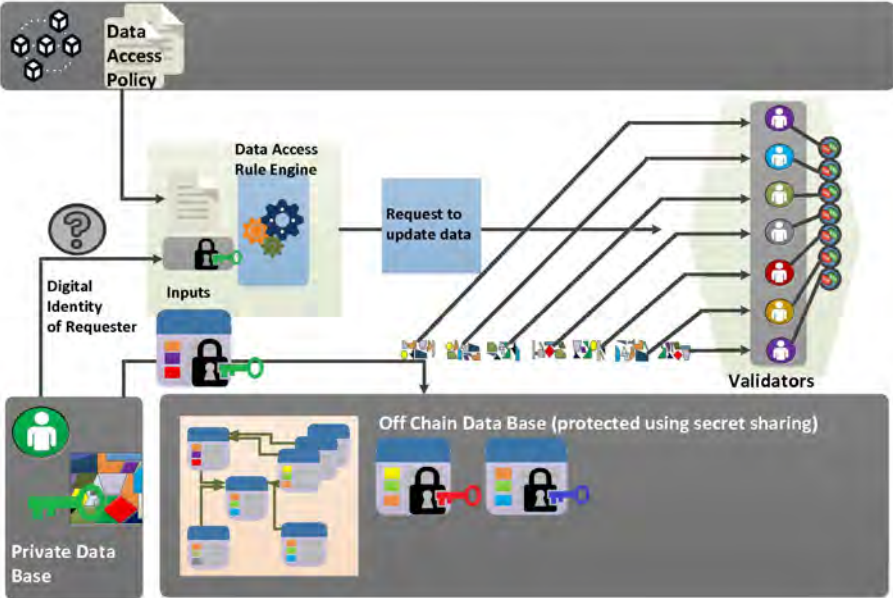 Data
Access
Policy
Data Access
Rule Engine
Request to
update data
?
Digital
Identity
of Requester
Inputs
Validators
Off Chain Data Base (protected using secret sharing)
Private Data
Base